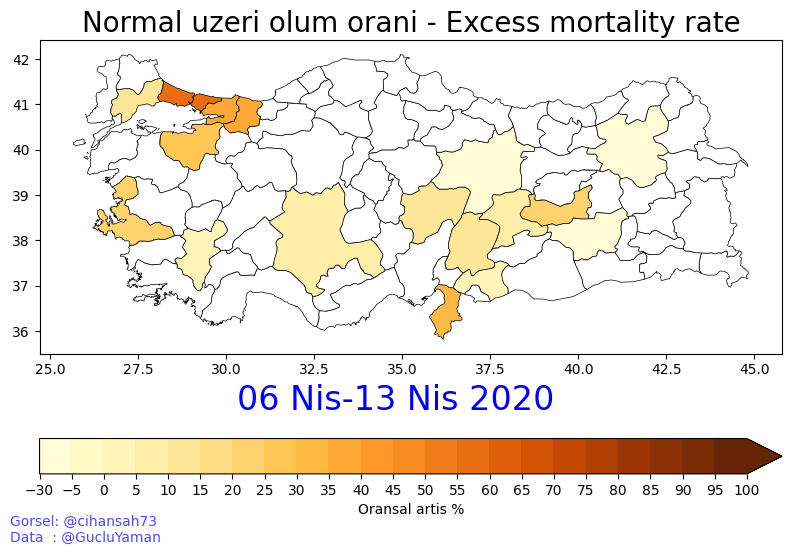 Normal uzeri olum orani - Excess mortality rate
42
41
40
39
38
37
36
25.0 27.5 30.0 32.5 35.0 37.5 40.0 42.5 45.0
06 Nis-13 Nis 2020
−30 −5 0 5 10 15 20 25 30 35 40 45 50 55 60 65 70 75 80 85 90 95 100
Oransal artis %
Gorsel: @cihansah73
Data : @GucluYaman